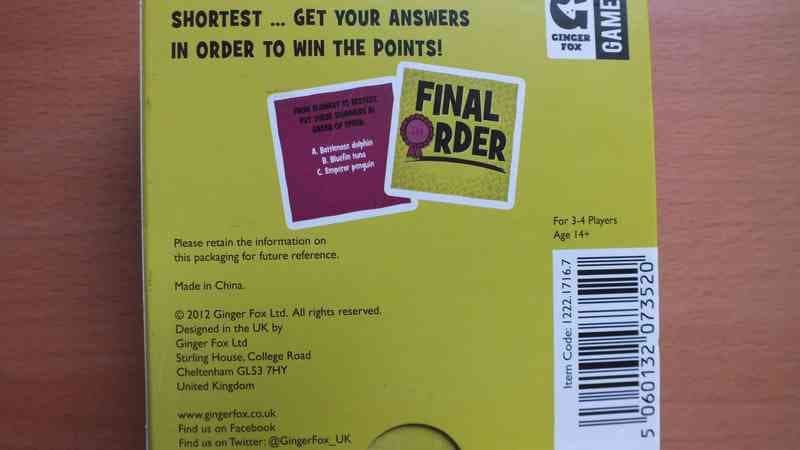 SHORTEST ... GET YOUR ANSWERS
IN ORDER TO WIN THE POINTS!
GINGER
FOX
GAME
FROM SLOWEST TO FASTEST,
PUT THESE SWIMMERS IN
ORDER OF SPEED.
A. Bottlenose dolphin
B. Bluefin tuna
C. Emperor penguin
FINAL
ORDER
For 3-4 Players
Age 14+
Please retain the information on
this packaging for future reference.
Made in China.
© 2012 Ginger Fox Ltd. All rights reserved.
Designed in the UK by
Ginger Fox Ltd
Stirling House, College Road
Cheltenham GL53 7HY
United Kingdom
www.gingerfox.co.uk
Find us on Facebook
Find us on Twitter: @GingerFox_UK
Item Code: 1222.1716.7
5 060132 073520